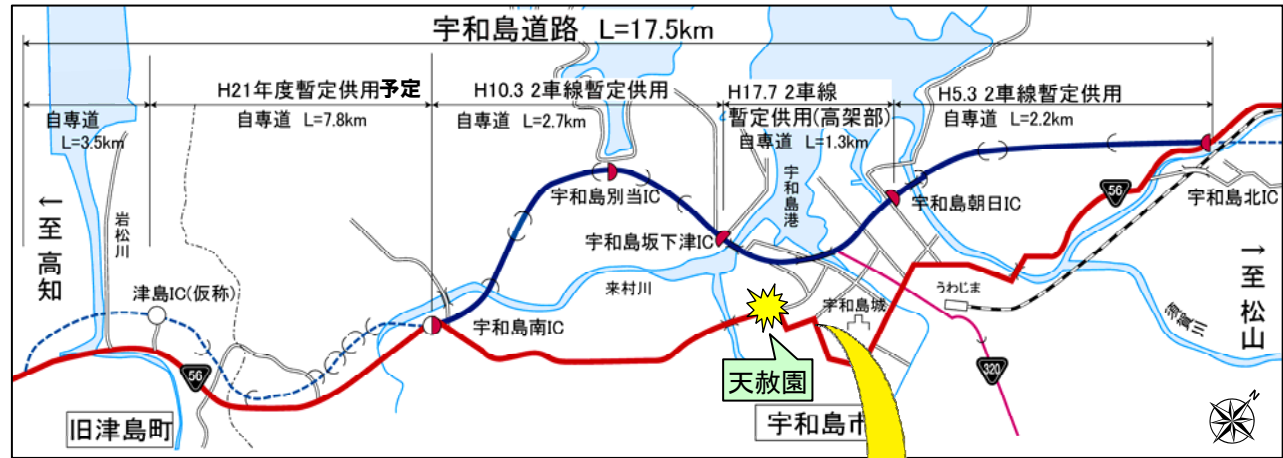 宇和島道路 L=17.5km
H21年度暫定供用予定
H10.3 2車線暫定供用
H17.7 2車線
暫定供用(高架部)
H5.3 2車線暫定供用
自専道
L=3.5km
自専道 L=7.8km
自専道 L=2.7km
自専道 L=1.3km
自専道 L=2.2km
宇和島港
宇和島別当IC
宇和島朝日IC
56
宇和島北IC
岩松川
←至高知
宇和島坂下津IC
→至松山
津島IC(仮称)
来村川
宇和島城
うわじま
須賀川
宇和島南IC
56
天赦園
320
旧津島町
宇和島市
N